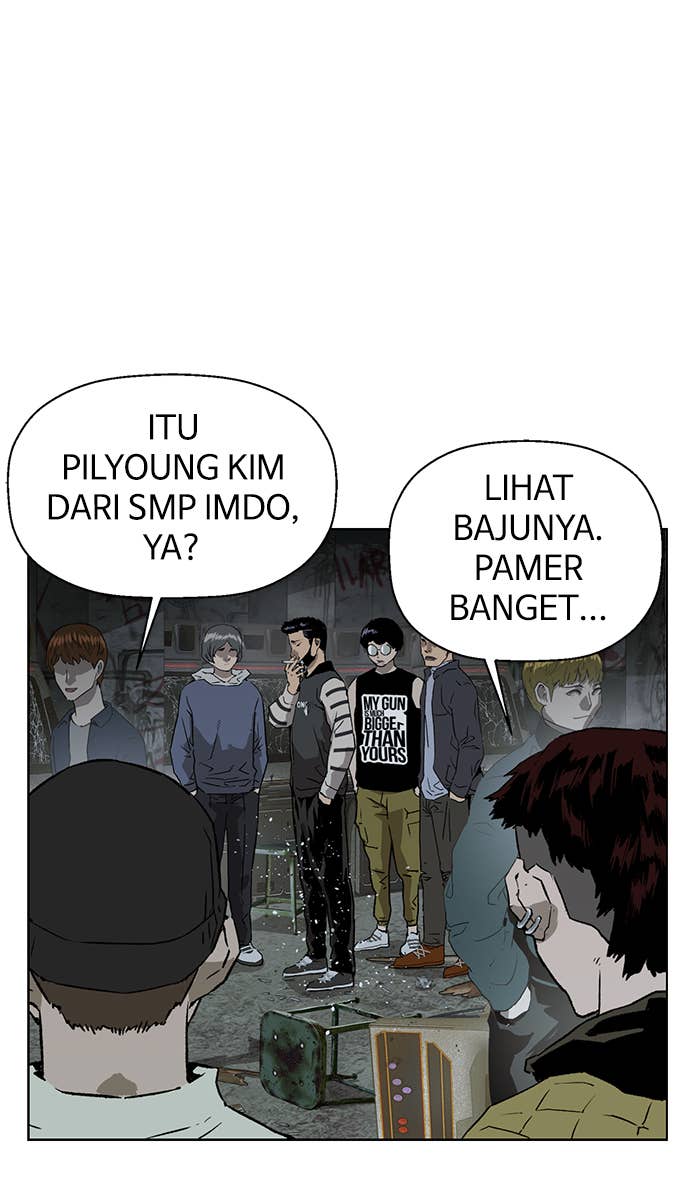 ITU
PILYOUNG KIM
DARI SMP IMDO,
YA?
LIHAT
BAJUNYA.
PAMER
BANGET...
MY GUN
IS MUCH
BIGGEr
THAN
YOURS